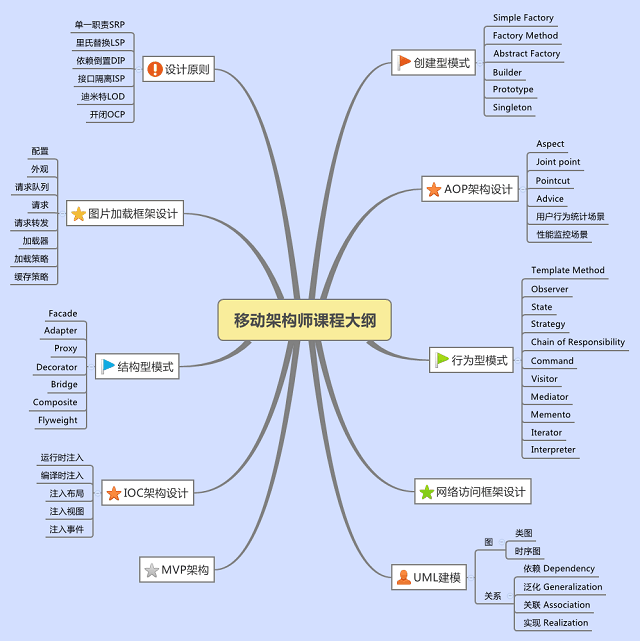 移动架构师课程大纲
设计原则
单一职责SRP
里氏替换LSP
依赖倒置DIP
接口隔离ISP
迪米特LOD
开闭OCP
图片加载框架设计
配置
外观
请求队列
请求
请求转发
加载器
加载策略
缓存策略
结构型模式
Facade
Adapter
Proxy
Decorator
Bridge
Composite
Flyweight
IOC架构设计
运行时注入
编译时注入
注入布局
注入视图
注入事件
MVP架构
创建型模式
Simple Factory
Factory Method
Abstract Factory
Builder
Prototype
Singleton
AOP架构设计
Aspect
Joint point
Pointcut
Advice
用户行为统计场景
性能监控场景
行为型模式
Template Method
Observer
State
Strategy
Chain of Responsibility
Command
Visitor
Mediator
Memento
Iterator
Interpreter
网络访问框架设计
UML建模
图
类图
时序图
关系
依赖 Dependency
泛化 Generalization
关联 Association
实现 Realization